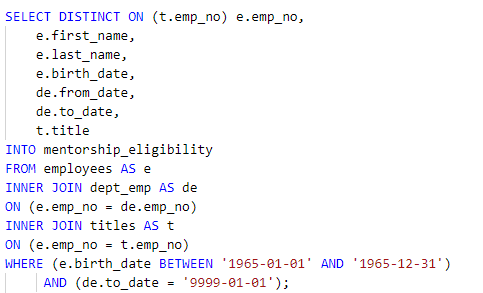 SELECT DISTINCT ON (t.emp_no) e.emp_no,
e.first_name,
e.last_name,
e.birth_date,
de.from_date,
de.to_date,
t.title
INTO mentorship_eligibility
FROM employees AS e
INNER JOIN dept_emp AS de
ON (e.emp_no = de.emp_no)
INNER JOIN titles AS t
ON (e.emp_no = t.emp_no)
WHERE (e.birth_date BETWEEN '1965-01-01' AND '1965-12-31')
AND (de.to_date = '9999-01-01');